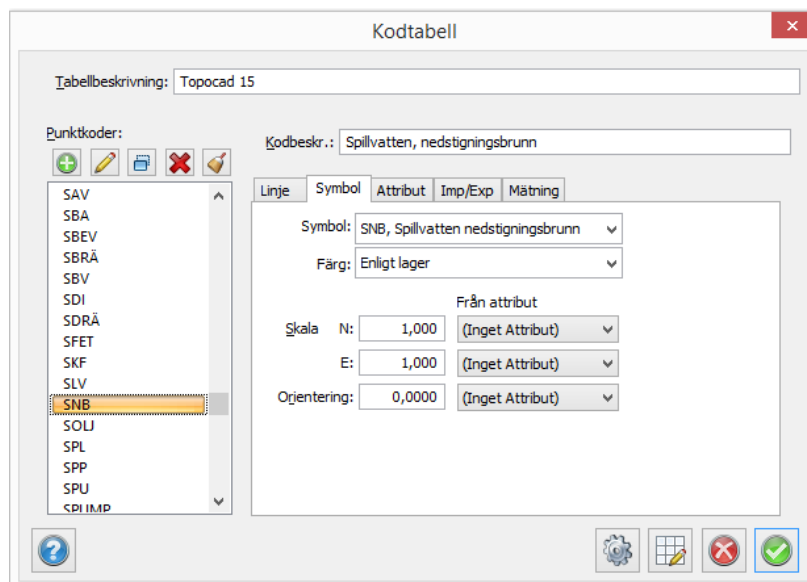 Kodtabell
Tabellbeskrivning: Topocad 15
Punktkoder:
Kodbeskr.: Spillvatten, nedstigningsbrunn
SAV
SBA
SBEV
SBRÄ
SBV
SDI
SDRÄ
SFET
SKF
SLV
SNB
SOLJ
SPL
SPP
SPU
SPUMP
Linje Symbol Attribut Imp/Exp Mätning
Symbol: SNB, Spillvatten nedstigningsbrunn
Färg: Enligt lager
Från attribut
Skala N: 1,000 (Inget Attribut)
E: 1,000 (Inget Attribut)
Orientering: 0,0000 (Inget Attribut)